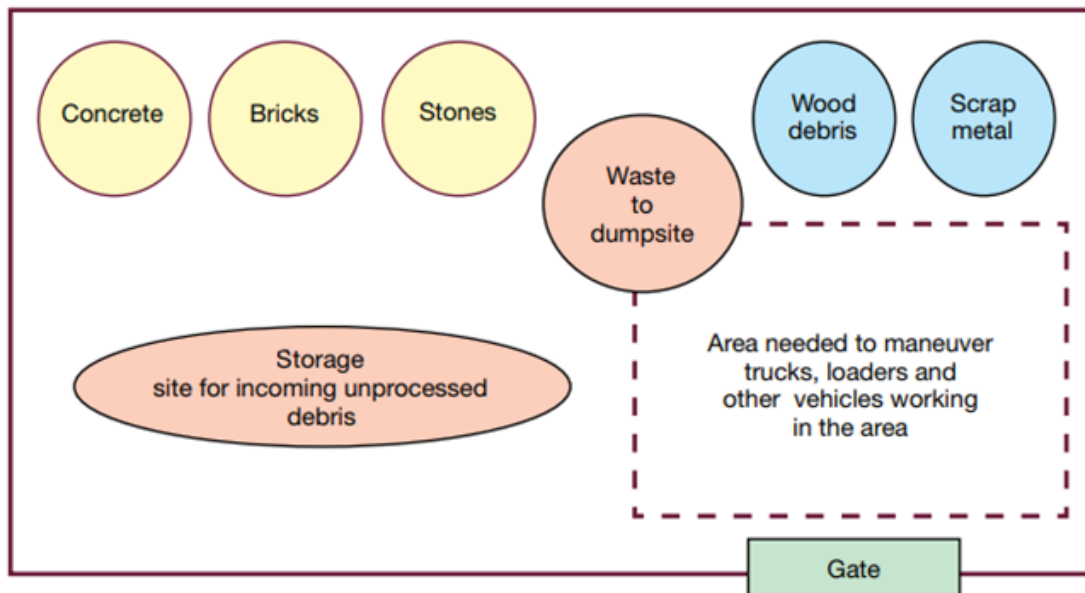 Concrete
Bricks
Stones
Wood
debris
Scrap
metal
Waste
to
dumpsite
Storage
site for incoming unprocessed
debris
Area needed to maneuver
trucks, loaders and
other vehicles working
in the area
Gate